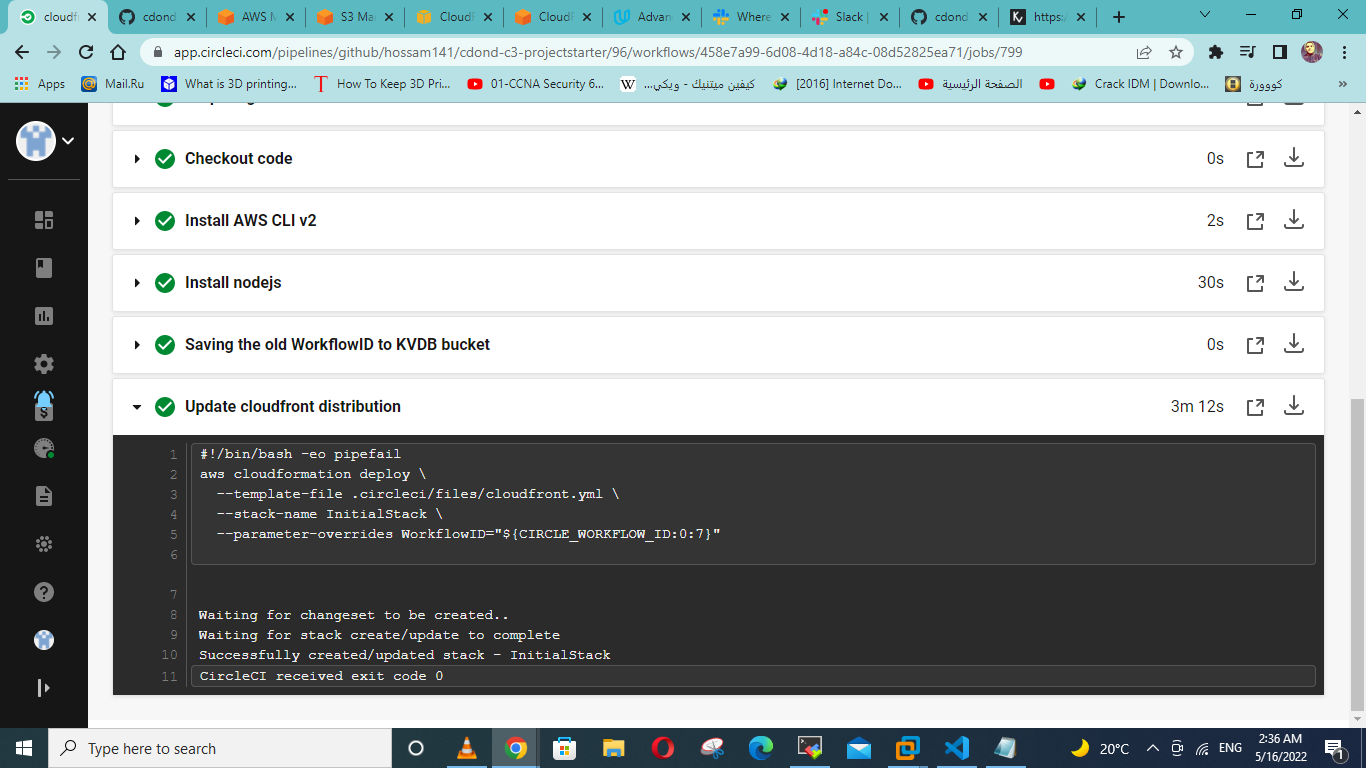 cloudf
cdond
AWS M
S3 Ma
CloudF
CloudF
Advan
Where
Slack |
cdond
https:/
app.circleci.com/pipelines/github/hossam141/cdond-c3-projectstarter/96/workflows/458e7a99-6d08-4d18-a84c-08d52825ea71/jobs/799
Apps
Mail.Ru
What is 3D printing...
How To Keep 3D Pri...
01-CCNA Security 6...
كيفين ميتنيك - ويكي...
[2016] Internet Do...
الصفحة الرئيسية
Crack IDM | Downlo...
كووورة
Checkout code 0s
Install AWS CLI v2 2s
Install nodejs 30s
Saving the old WorkflowID to KVDB bucket 0s
Update cloudfront distribution 3m 12s
1 #!/bin/bash -eo pipefail
2 aws cloudformation deploy \
3 --template-file .circleci/files/cloudfront.yml \
4 --stack-name InitialStack \
5 --parameter-overrides WorkflowID="${CIRCLE_WORKFLOW_ID:0:7}"
6
7
8 Waiting for changeset to be created..
9 Waiting for stack create/update to complete
10 Successfully created/updated stack - InitialStack
11 CircleCI received exit code 0
Type here to search
20°C
ENG
2:36 AM
5/16/2022
1